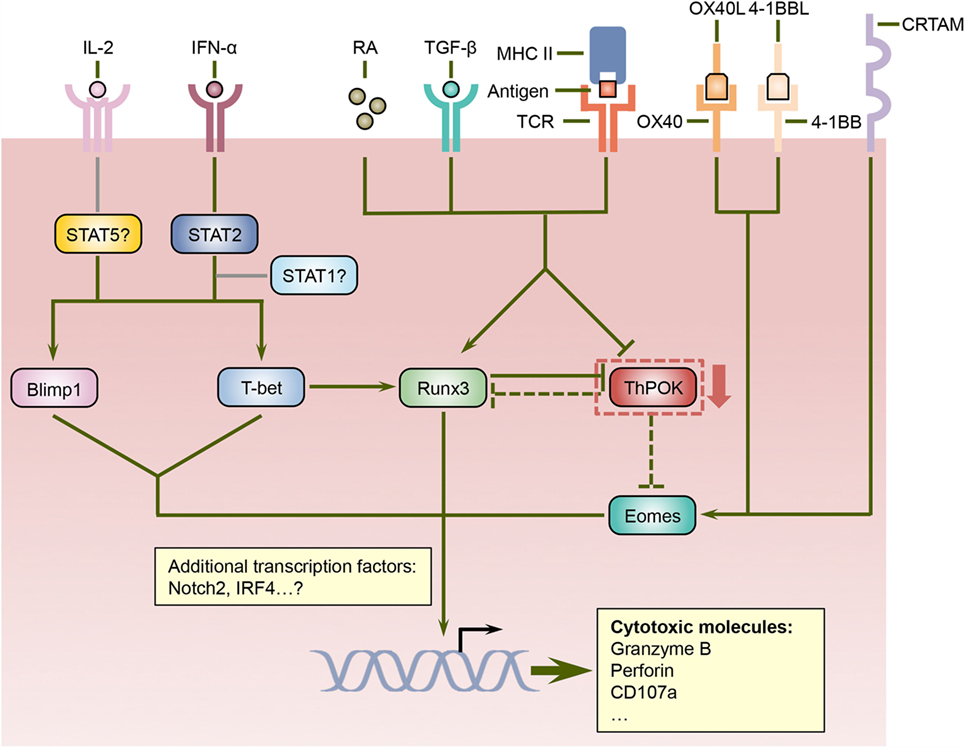 OX40L 4-1BBL
CRTAM
IL-2
IFN-α
RA
TGF-β
MHC II
Antigen
TCR
OX40
4-1BB
STAT5?
STAT2
STAT1?
Blimp1
T-bet
Runx3
ThPOK
Eomes
Additional transcription factors:
Notch2, IRF4...?
Cytotoxic molecules:
Granzyme B
Perforin
CD107a
...